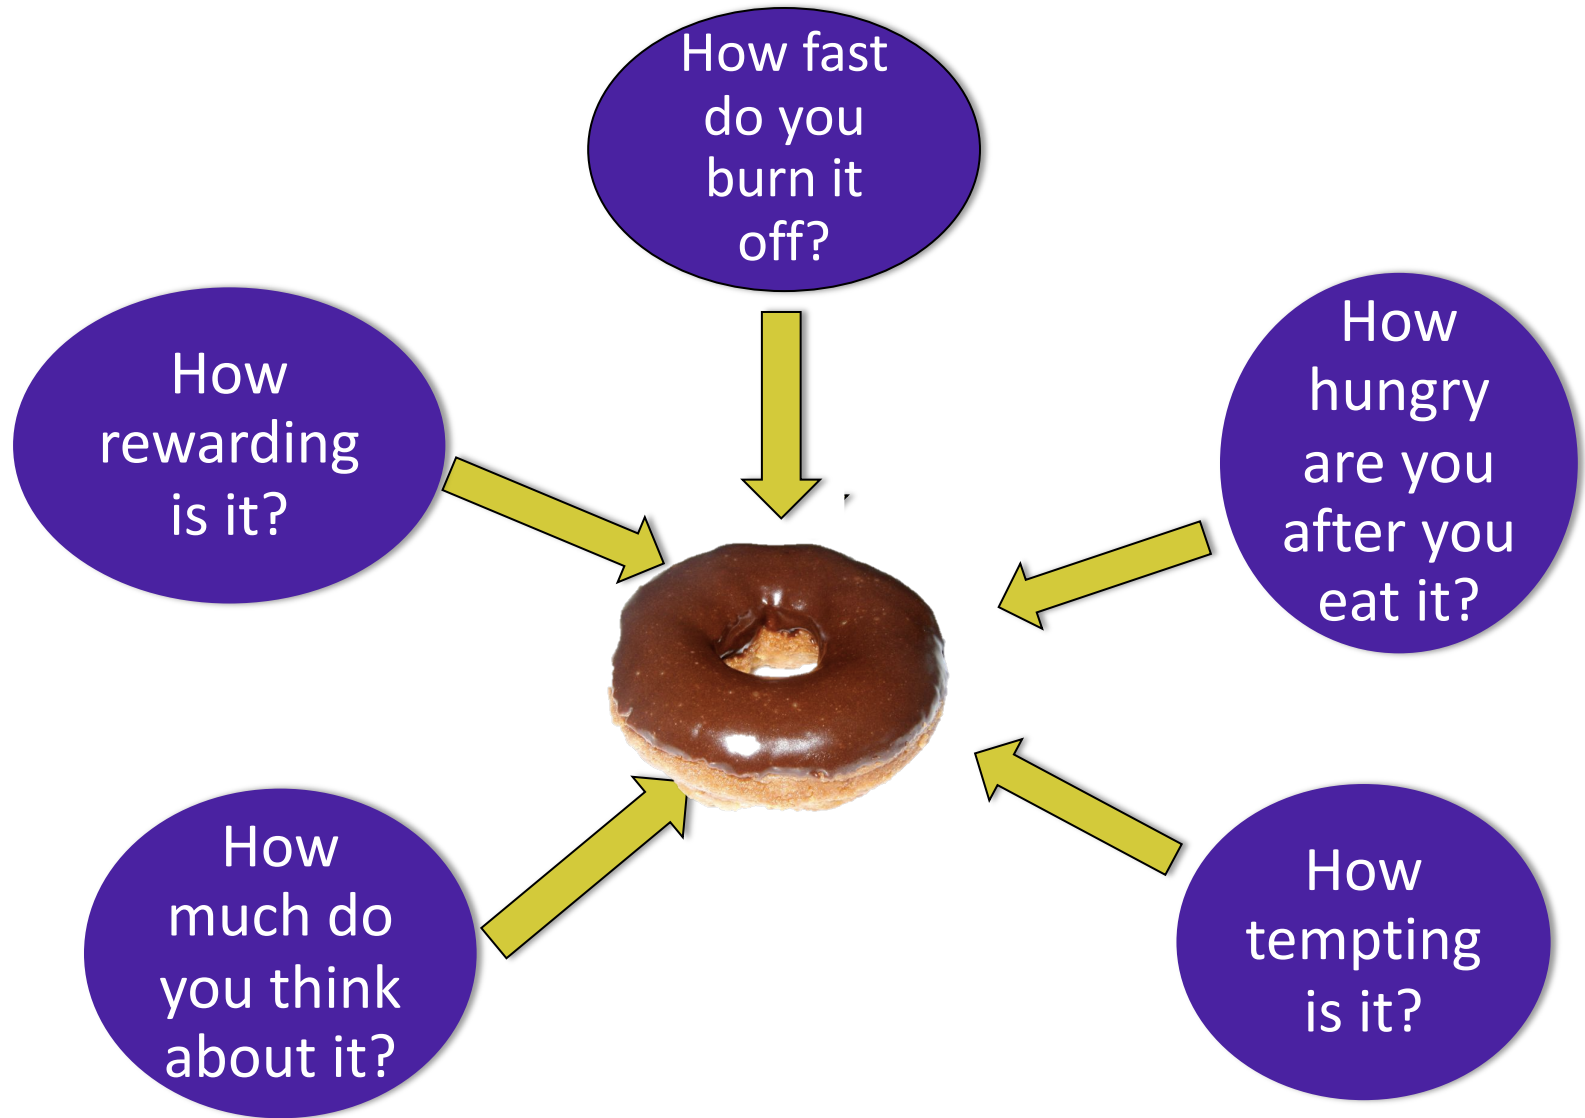 How fast
do you
burn it
off?
How
rewarding
is it?
How
hungry
are you
after you
eat it?
How
much do
you think
about it?
How
tempting
is it?